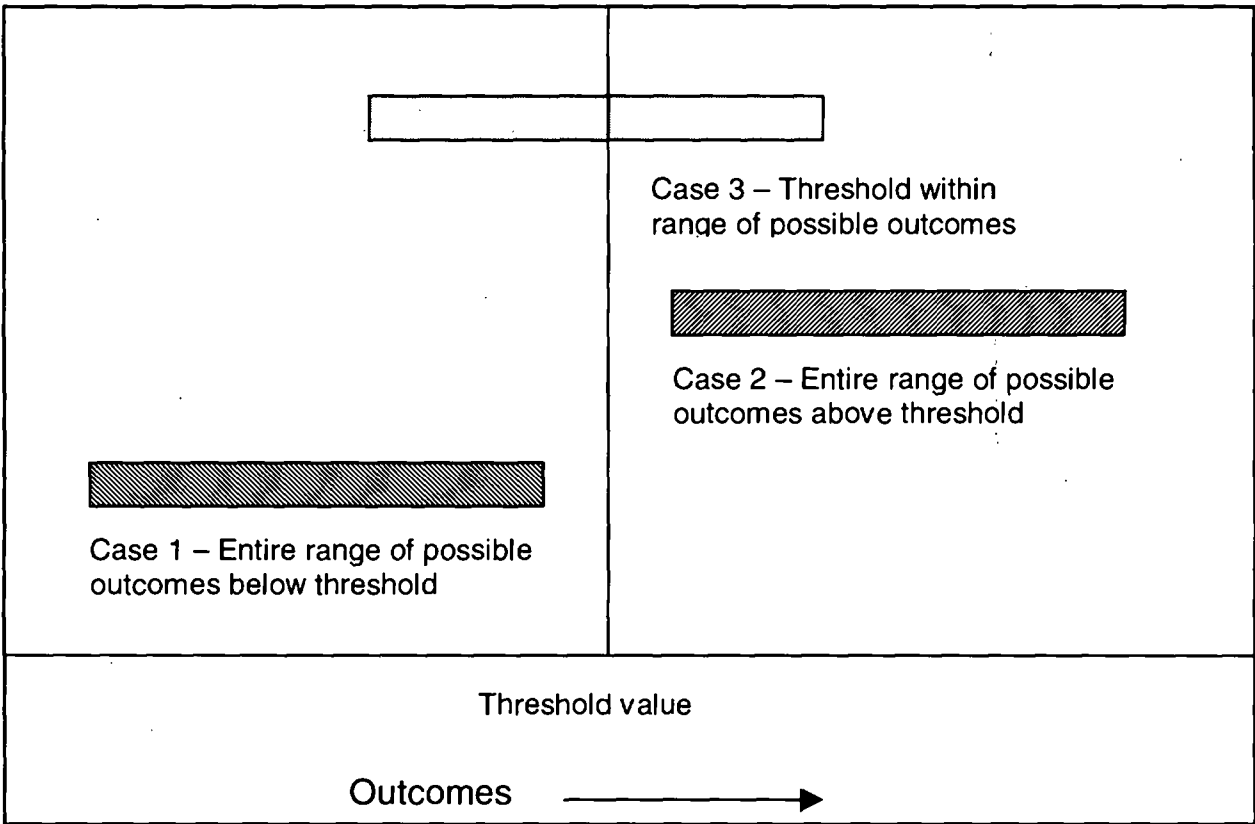 Case 3 – Threshold within
range of possible outcomes
Case 2 – Entire range of possible
outcomes above threshold
Case 1 – Entire range of possible
outcomes below threshold
Threshold value
Outcomes